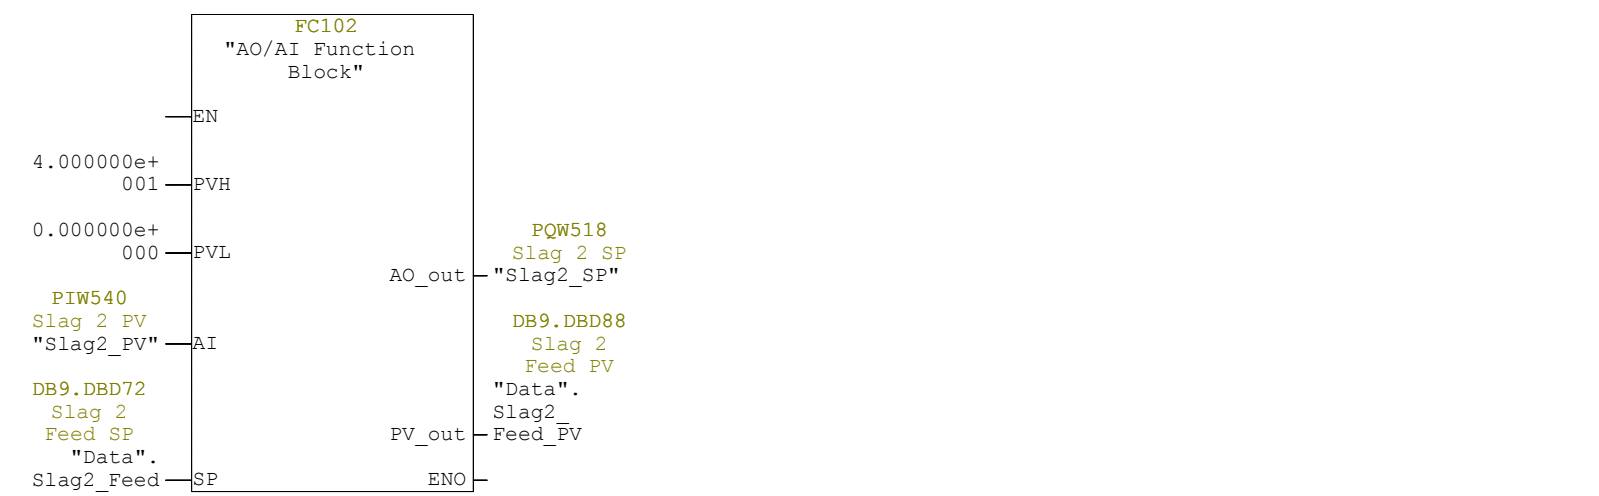 FC102
"AO/AI Function
Block"
EN
4.000000e+
001
PVH
0.000000e+
000
PVL
PQW518
Slag 2 SP
AO_out
"Slag2_SP"
PIW540
Slag 2 PV
"Slag2_PV"
AI
DB9.DBD88
Slag 2
Feed PV
"Data".
Slag2_
PV_out
Feed_PV
DB9.DBD72
Slag 2
Feed SP
"Data".
Slag2_Feed
SP
ENO